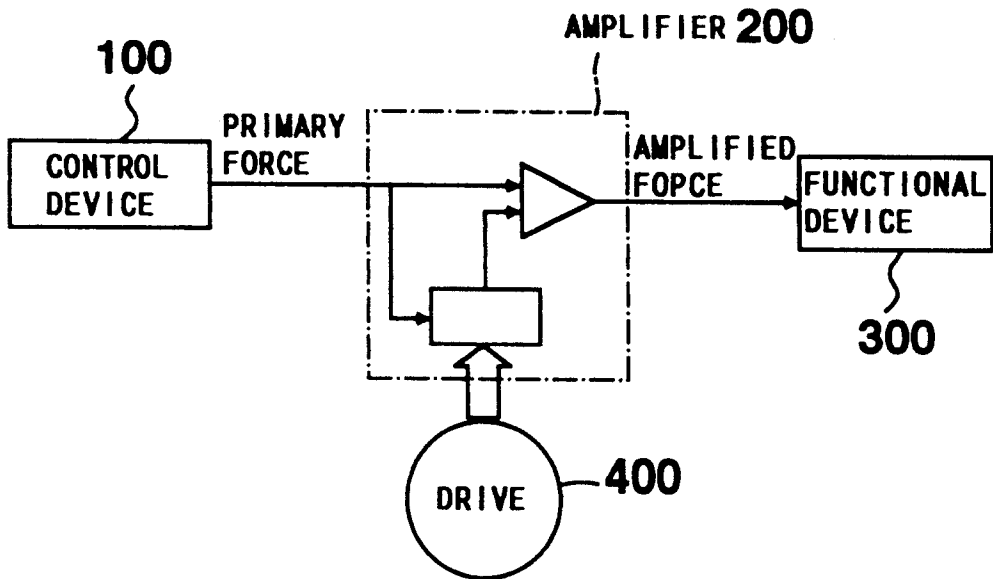 AMPLIFIER 200
100
PRIMARY
FORCE
CONTROL
DEVICE
AMPLIFIED
FOPCE
FUNCTIONAL
DEVICE
300
DRIVE
400